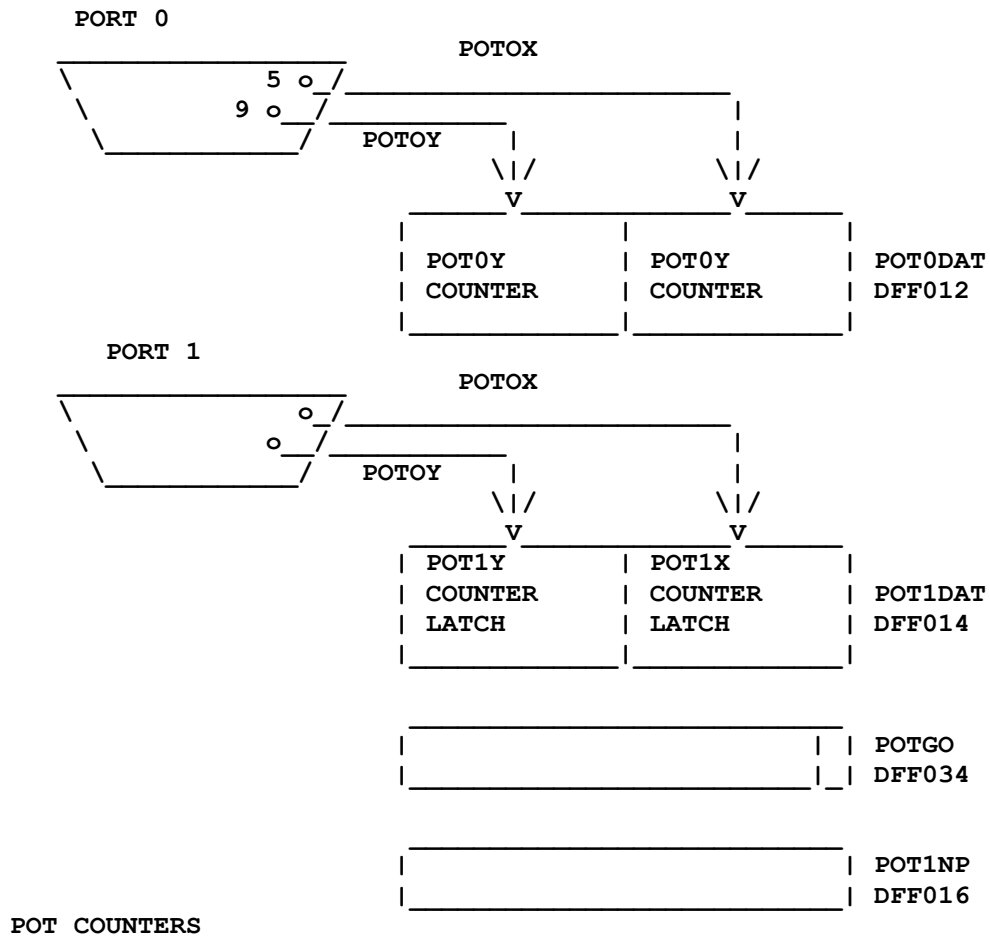 PORT 0
POTOX
5 o
9 o
POTOY
V V
POT0Y POT0Y POT0DAT
COUNTER COUNTER DFF012
PORT 1
POTOX
o
o
POTOY
V V
POT1Y POT1X
COUNTER COUNTER POT1DAT
LATCH LATCH DFF014
POTGO
DFF034
POT1NP
DFF016
POT COUNTERS